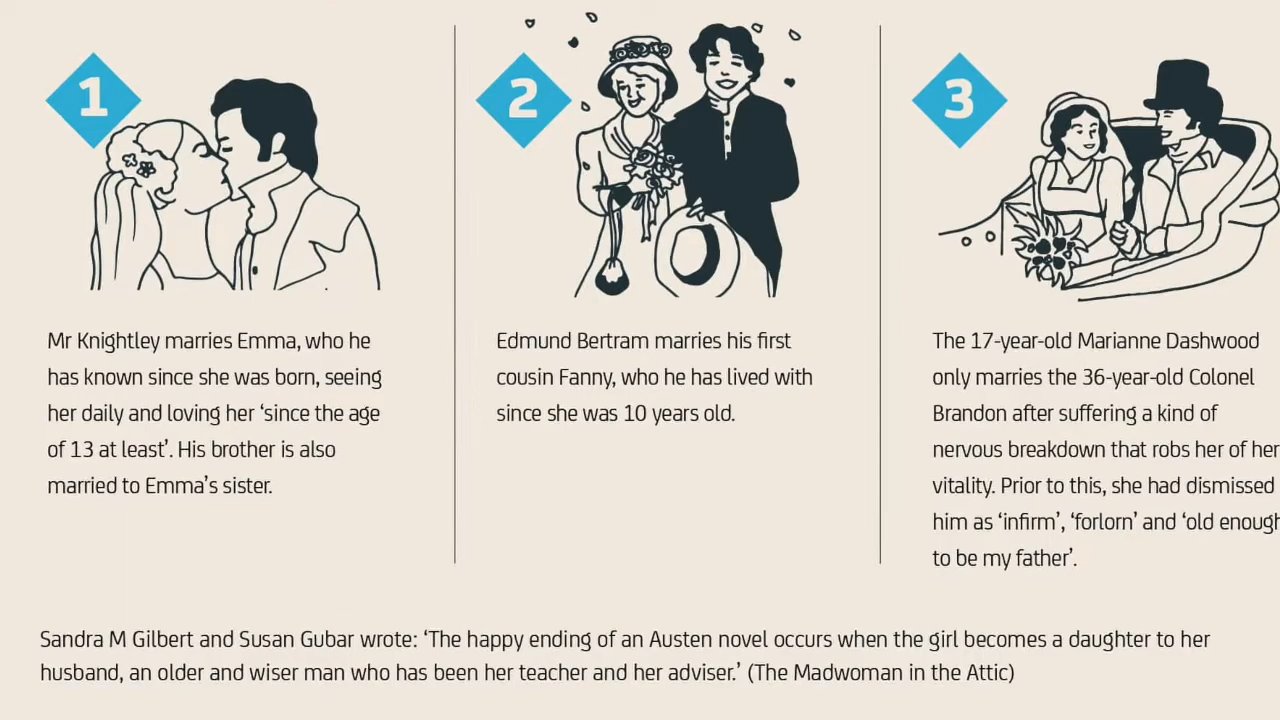 1
Mr Knightley marries Emma, who he
has known since she was born, seeing
her daily and loving her ‘since the age
of 13 at least’. His brother is also
married to Emma’s sister.
2
Edmund Bertram marries his first
cousin Fanny, who he has lived with
since she was 10 years old.
3
The 17-year-old Marianne Dashwood
only marries the 36-year-old Colonel
Brandon after suffering a kind of
nervous breakdown that robs her of her
vitality. Prior to this, she had dismissed
him as ‘infirm’, ‘forlorn’ and ‘old enough
to be my father’.
Sandra M Gilbert and Susan Gubar wrote: ‘The happy ending of an Austen novel occurs when the girl becomes a daughter to her
husband, an older and wiser man who has been her teacher and her adviser.’ (The Madwoman in the Attic)